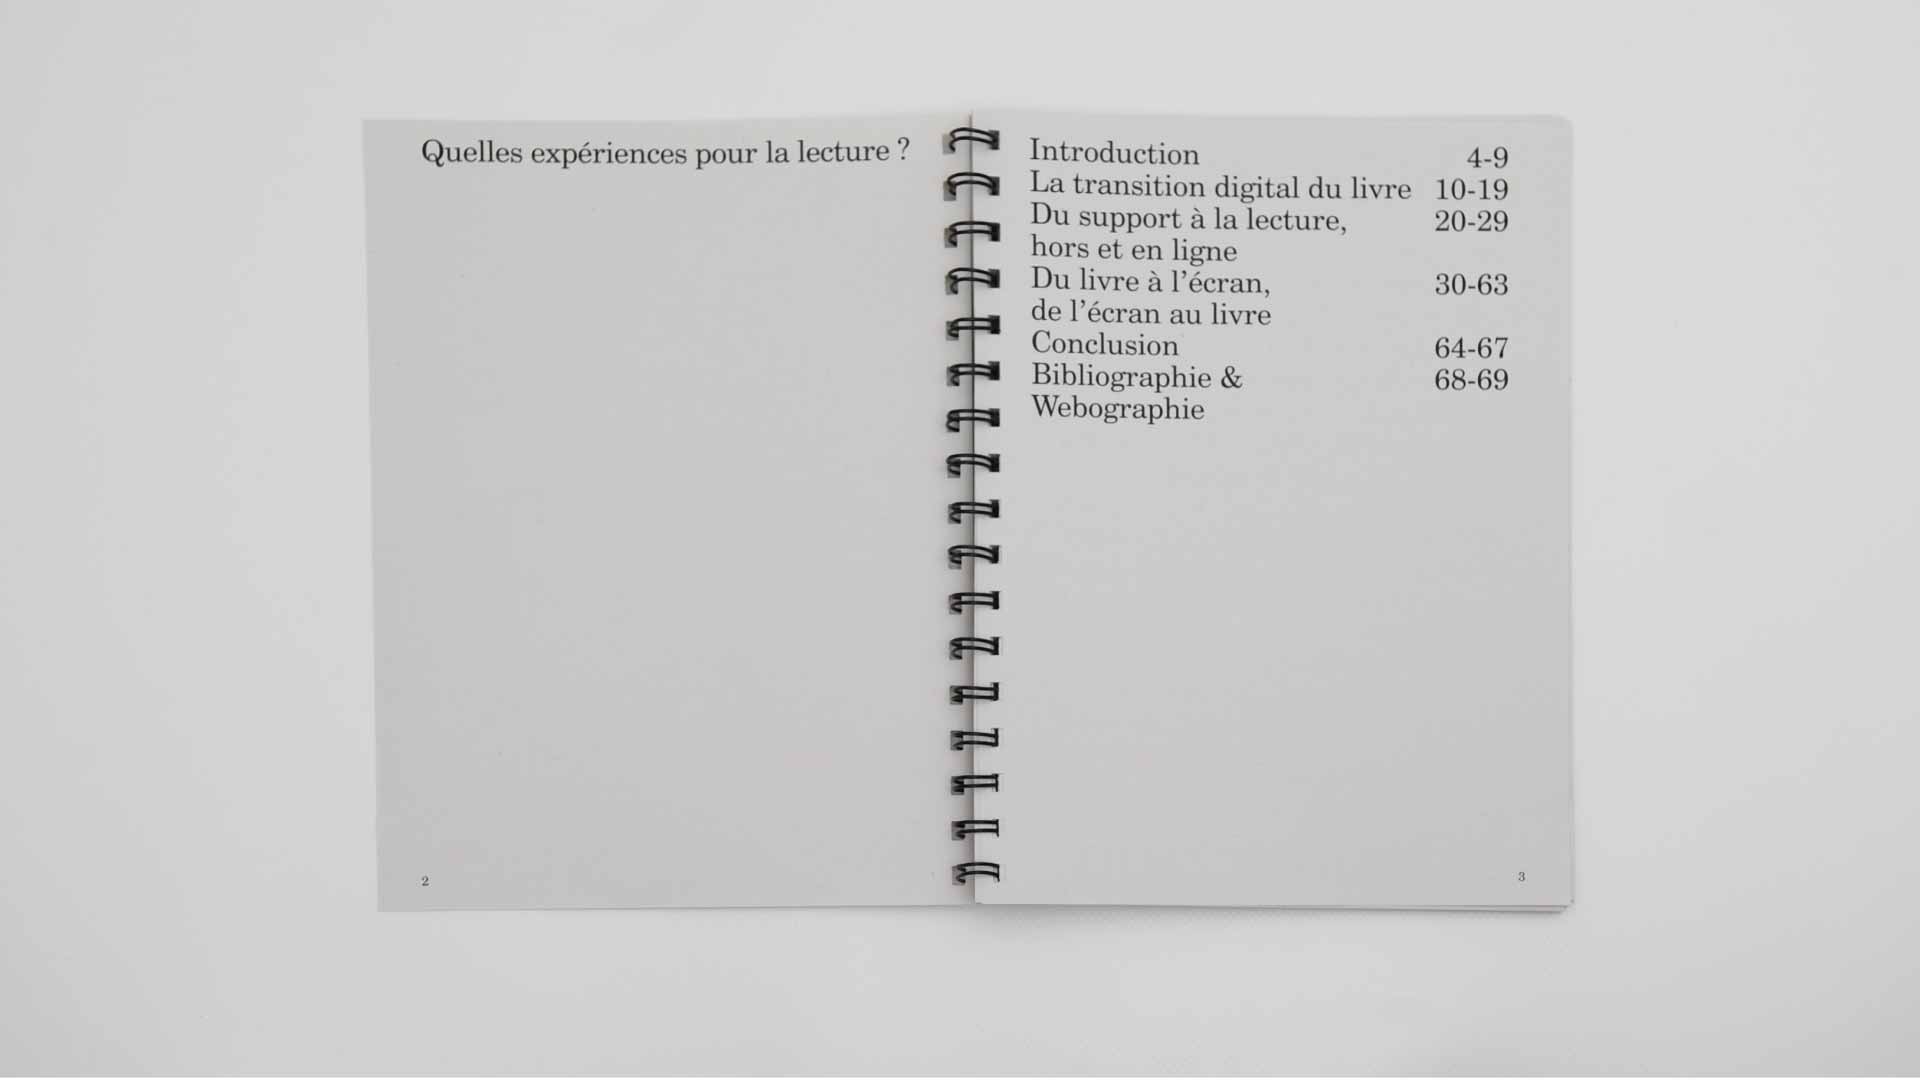 Quelles expériences pour la lecture ?
2
Introduction 4-9
La transition digital du livre 10-19
Du support à la lecture, 20-29
hors et en ligne
Du livre à l’écran, 30-63
de l’écran au livre
Conclusion 64-67
Bibliographie & 68-69
Webographie
3